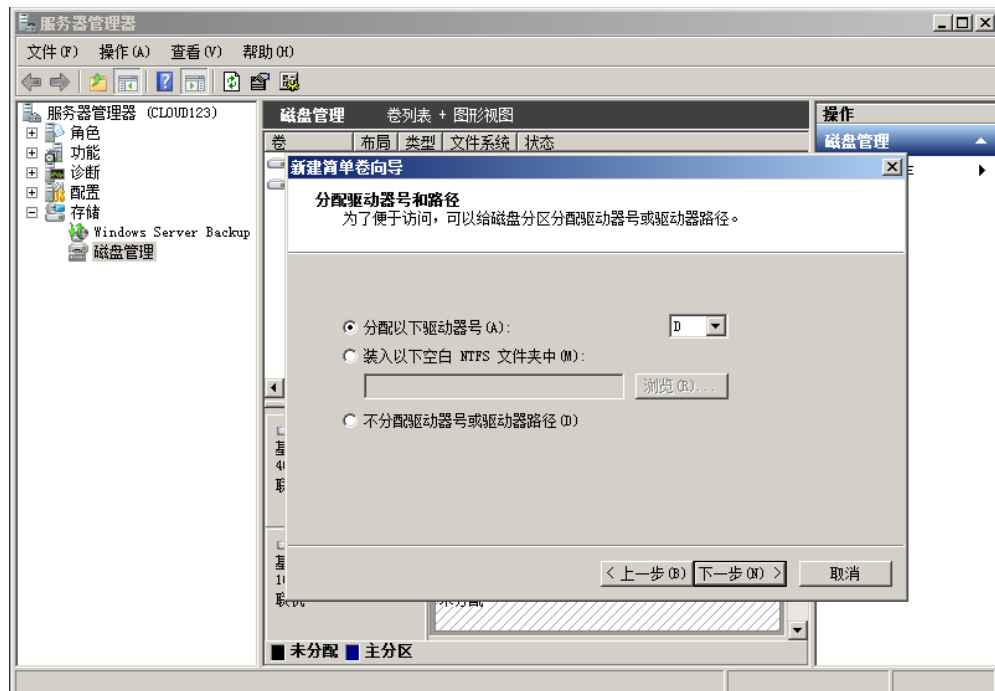 服务器管理器
文件(F) 操作(A) 查看(V) 帮助(H)
服务器管理器 (CLOUD123)
角色
功能
诊断
配置
存储
Windows Server Backup
磁盘管理
磁盘管理 卷列表 + 图形视图
卷 布局 类型 文件系统 状态
操作
磁盘管理
新建简单卷向导
分配驱动器号和路径
为了便于访问，可以给磁盘分区分配驱动器号或驱动器路径。
分配以下驱动器号(A): D
装入以下空白 NTFS 文件夹中(M):
浏览(R)...
不分配驱动器号或驱动器路径(D)
< 上一步(B) 下一步(N) > 取消
未分配 主分区